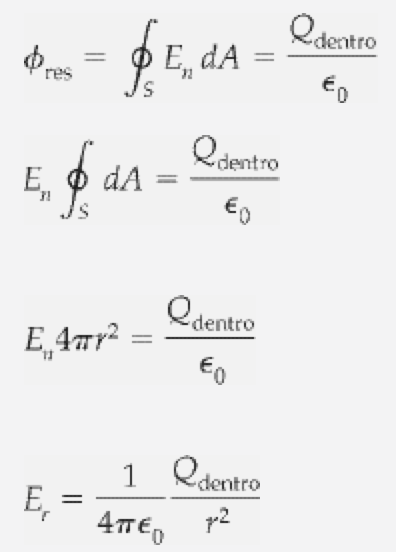 ϕ_res = ∮_S E_n dA = Q_dentro / ϵ_0
E_n ∮_S dA = Q_dentro / ϵ_0
E_n 4πr² = Q_dentro / ϵ_0
E_r = 1 / 4πϵ_0 Q_dentro / r²